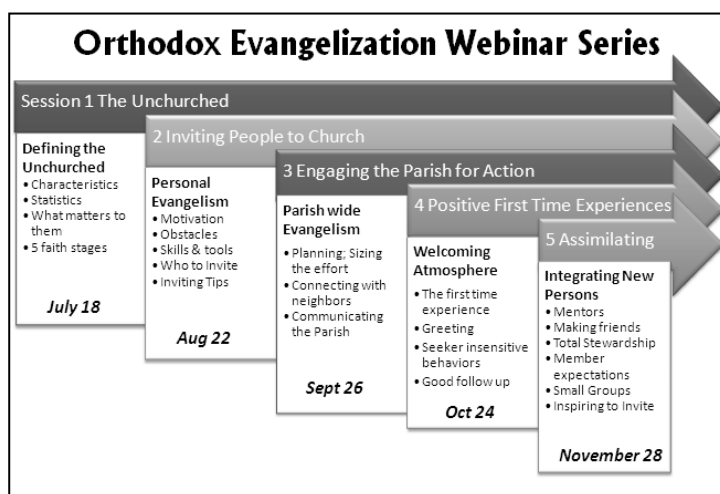 Orthodox Evangelization Webinar Series
Session 1 The Unchurched
Defining the
Unchurched
• Characteristics
• Statistics
• What matters to
them
• 5 faith stages
July 18
2 Inviting People to Church
Personal
Evangelism
• Motivation
• Obstacles
• Skills & tools
• Who to Invite
• Inviting Tips
Aug 22
3 Engaging the Parish for Action
Parish wide
Evangelism
• Planning; Sizing
the effort
• Connecting with
neighbors
• Communicating
the Parish
Sept 26
4 Positive First Time Experiences
Welcoming
Atmosphere
• The first time
experience
• Greeting
• Seeker insensitive
behaviors
• Good follow up
Oct 24
5 Assimilating
Integrating New
Persons
• Mentors
• Making friends
• Total Stewardship
• Member
expectations
• Small Groups
• Inspiring to Invite
November 28